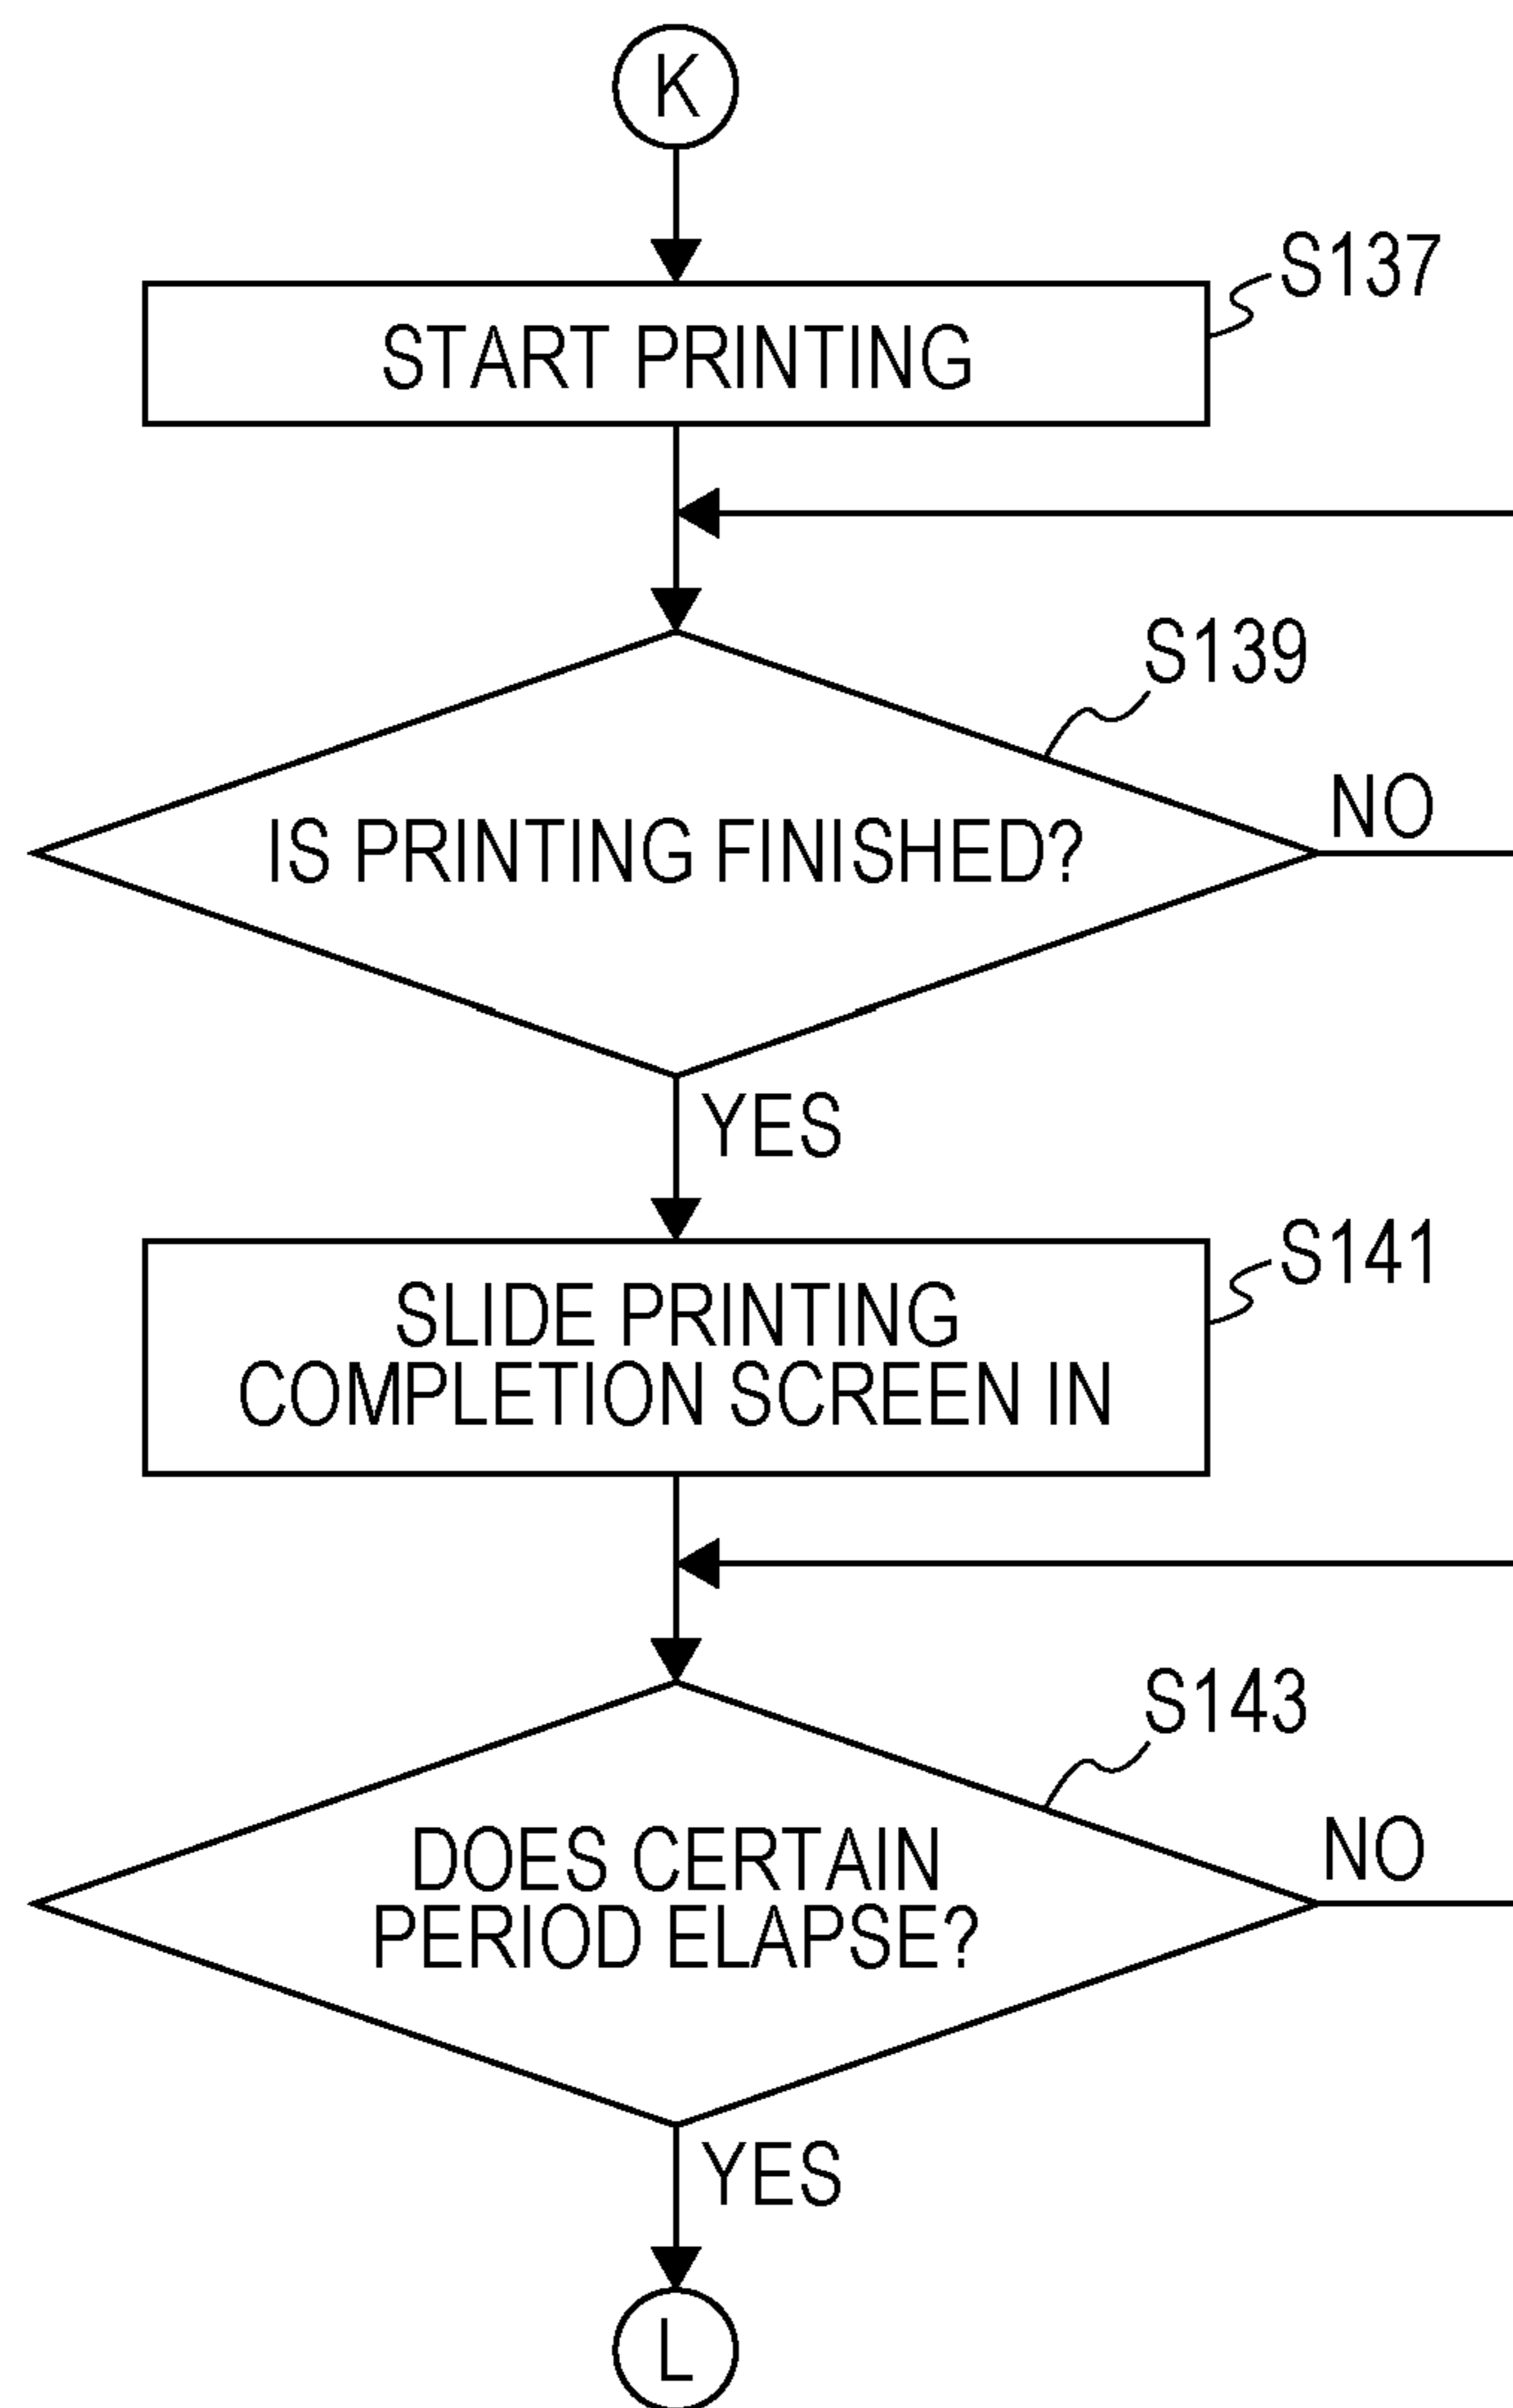 K
S137
START PRINTING
S139
IS PRINTING FINISHED?
NO
YES
S141
SLIDE PRINTING
COMPLETION SCREEN IN
S143
DOES CERTAIN
PERIOD ELAPSE?
NO
YES
L